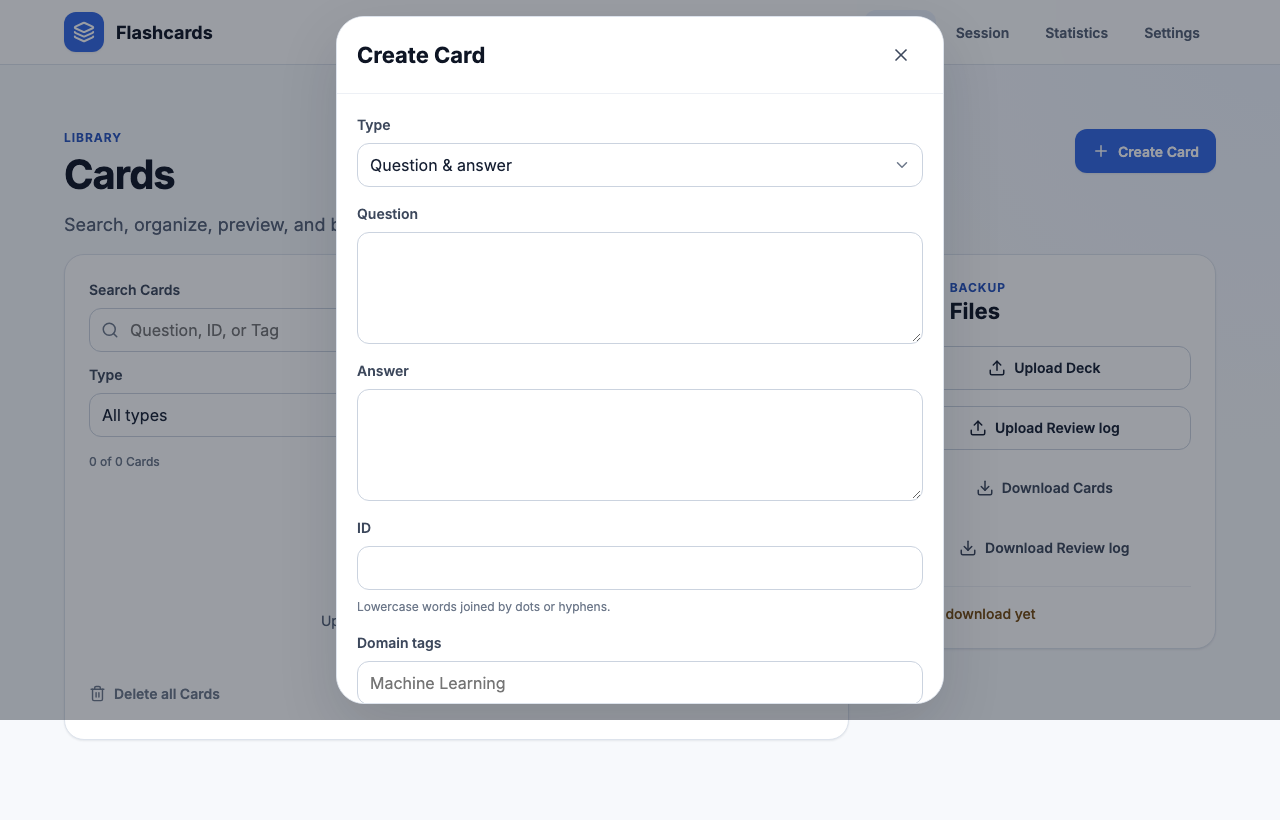 Flashcards
Session
Statistics
Settings
LIBRARY
Cards
Search, organize, preview, and
Create Card
Search Cards
Question, ID, or Tag
Type
All types
0 of 0 Cards
Delete all Cards
Create Card
Type
Question & answer
Question
Answer
ID
Lowercase words joined by dots or hyphens.
Domain tags
Machine Learning
BACKUP
Files
Upload Deck
Upload Review log
Download Cards
Download Review log
download yet